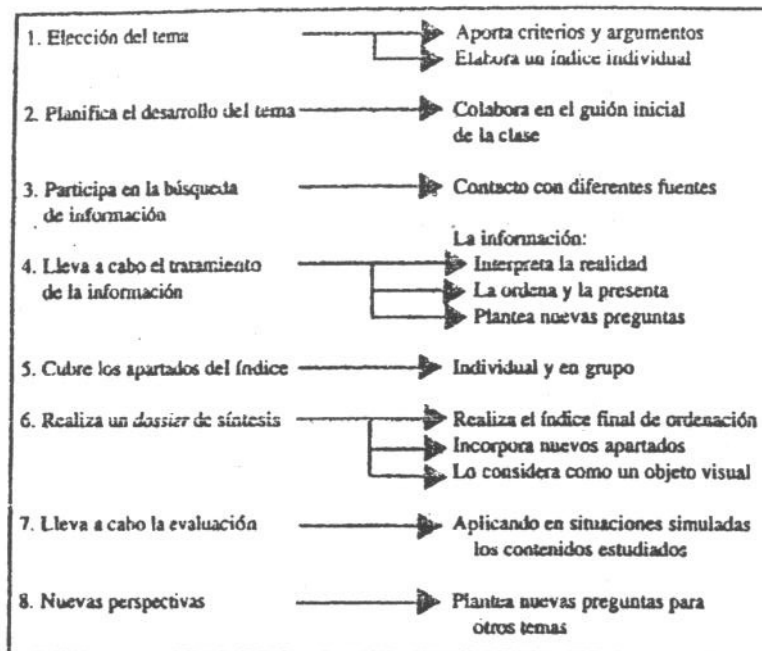 1. Elección del tema
Aporta criterios y argumentos
Elabora un índice individual
2. Planifica el desarrollo del tema
Colabora en el guión inicial
de la clase
3. Participa en la búsqueda
de información
Contacto con diferentes fuentes
4. Lleva a cabo el tratamiento
de la información
La información:
Interpreta la realidad
La ordena y la presenta
Plantea nuevas preguntas
5. Cubre los apartados del índice
Individual y en grupo
6. Realiza un dossier de síntesis
Realiza el índice final de ordenación
Incorpora nuevos apartados
Lo considera como un objeto visual
7. Lleva a cabo la evaluación
Aplicando en situaciones simuladas
los contenidos estudiados
8. Nuevas perspectivas
Plantea nuevas preguntas para
otros temas